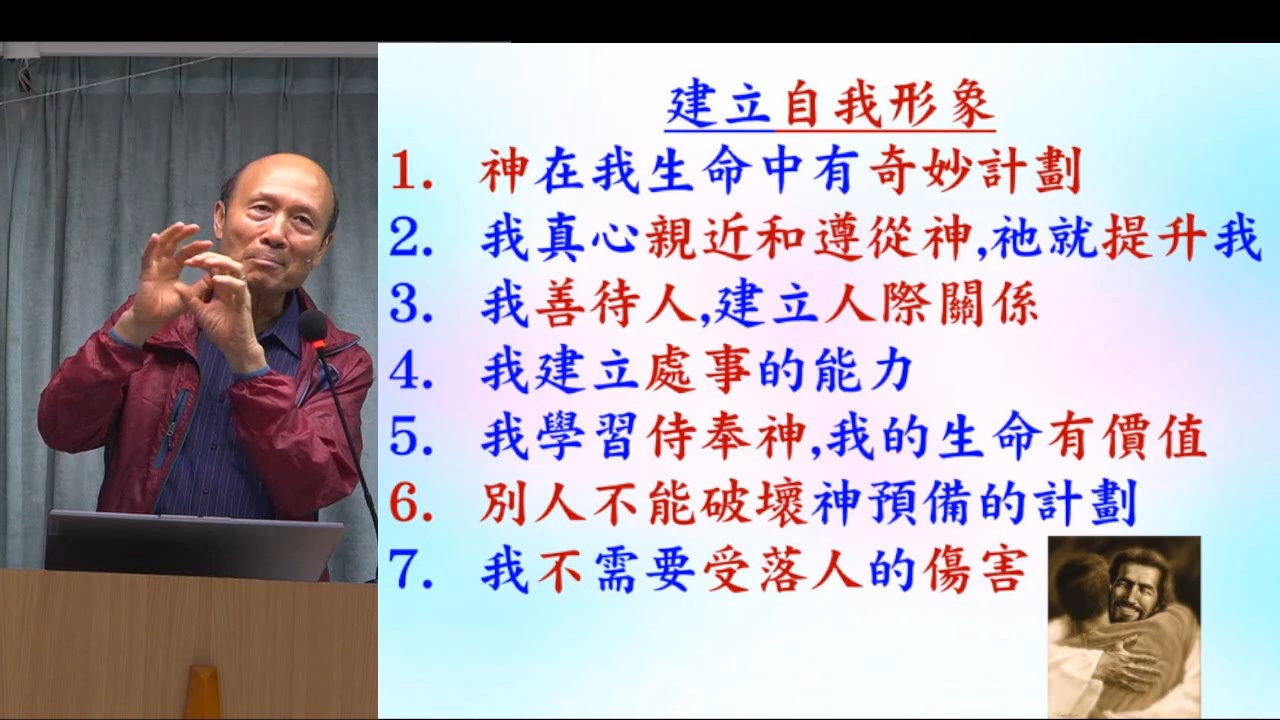 建立自我形象
1. 神在我生命中有奇妙計劃
2. 我真心親近和遵從神,祂就提升我
3. 我善待人,建立人際關係
4. 我建立處事的能力
5. 我學習侍奉神,我的生命有價值
6. 別人不能破壞神預備的計劃
7. 我不需要受落人的傷害